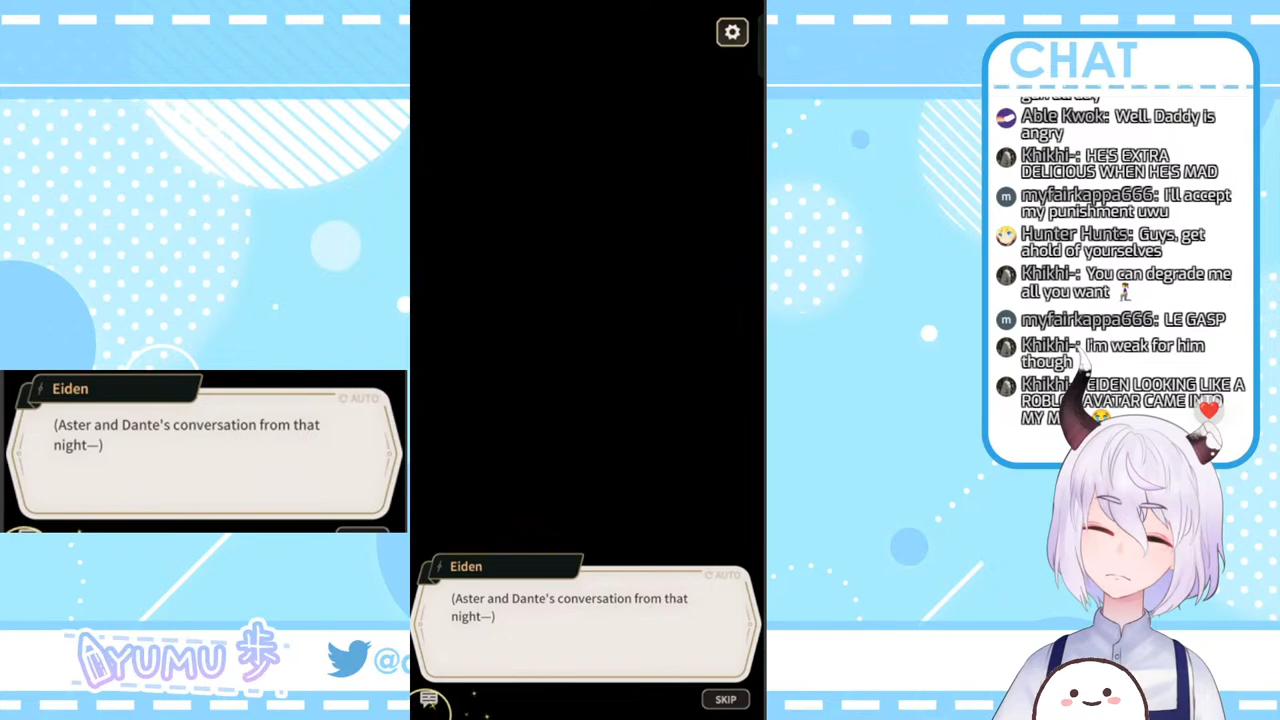 CHAT
Able Kwok: Well. Daddy is
angry
Khikhi-: HE'S EXTRA
DELICIOUS WHEN HE'S MAD
m
myfairkappa666: I'll accept
my punishment uwu
Hunter Hunts: Guys, get
ahold of yourselves
Khikhi-: You can degrade me
all you want
m
myfairkappa666: LE GASP
Khikhi-: I'm weak for him
though
Khikhi- EIDEN LOOKING LIKE A
AVATAR CAME INTO
MY
Eiden
AUTO
(Aster and Dante's conversation from that
night—)
Eiden
AUTO
(Aster and Dante's conversation from that
night—)
SKIP
AYUMU 歩
@